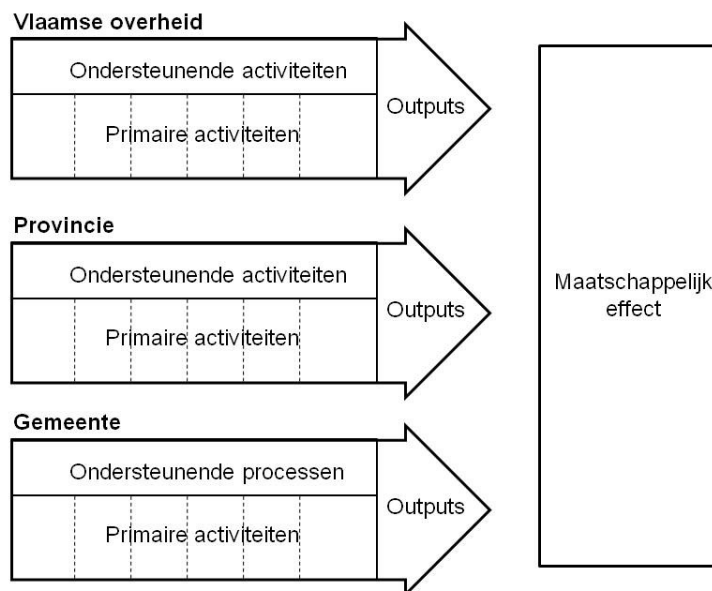 Vlaamse overheid
Ondersteunende activiteiten
Primaire activiteiten
Outputs
Provincie
Ondersteunende activiteiten
Primaire activiteiten
Outputs
Gemeente
Ondersteunende processen
Primaire activiteiten
Outputs
Maatschappelijk
effect